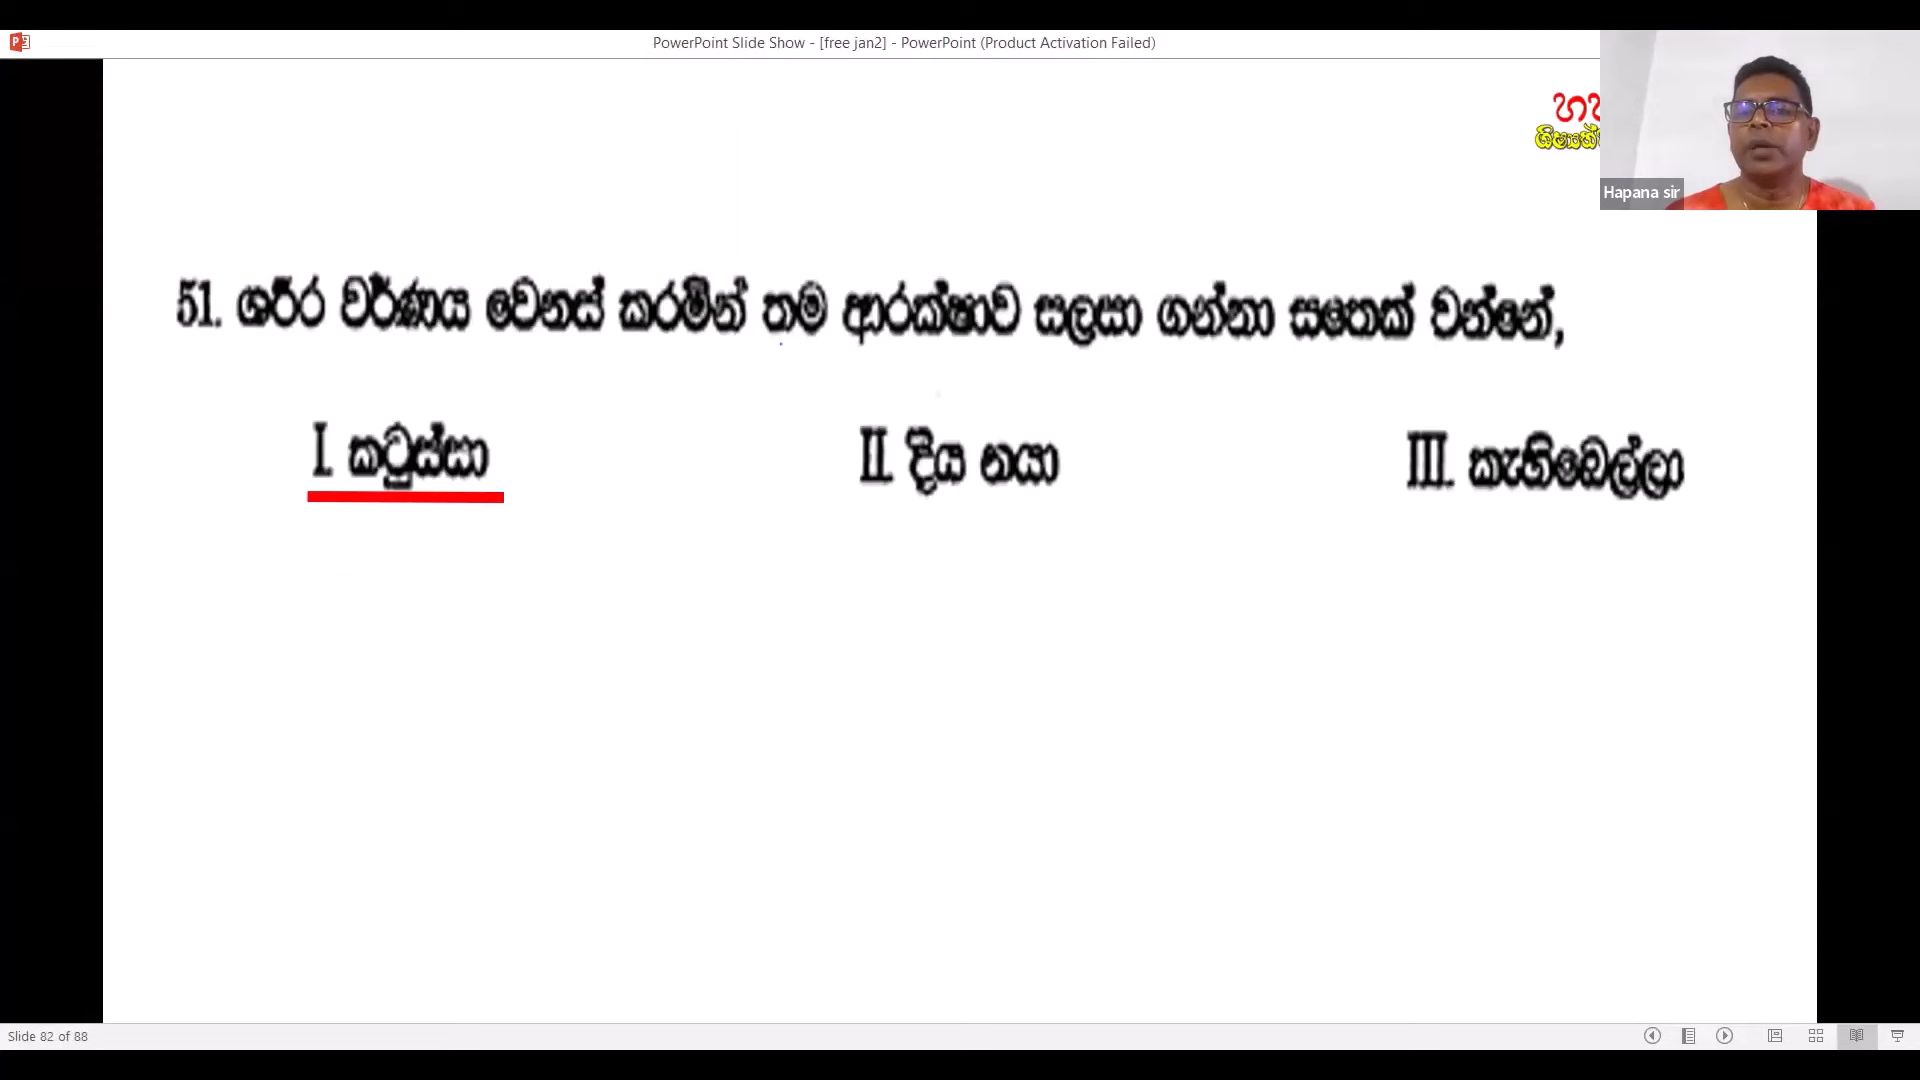 PowerPoint Slide Show - [free jan2] - PowerPoint (Product Activation Failed)
Hapana sir
51. ශරීර වර්ණය වෙනස් කරමින් තම ආරක්ෂාව සලසා ගන්නා සතෙක් වන්නේ,
I. කටුස්සා II. දිය නයා III. කැහිබෙල්ලා
Slide 82 of 88